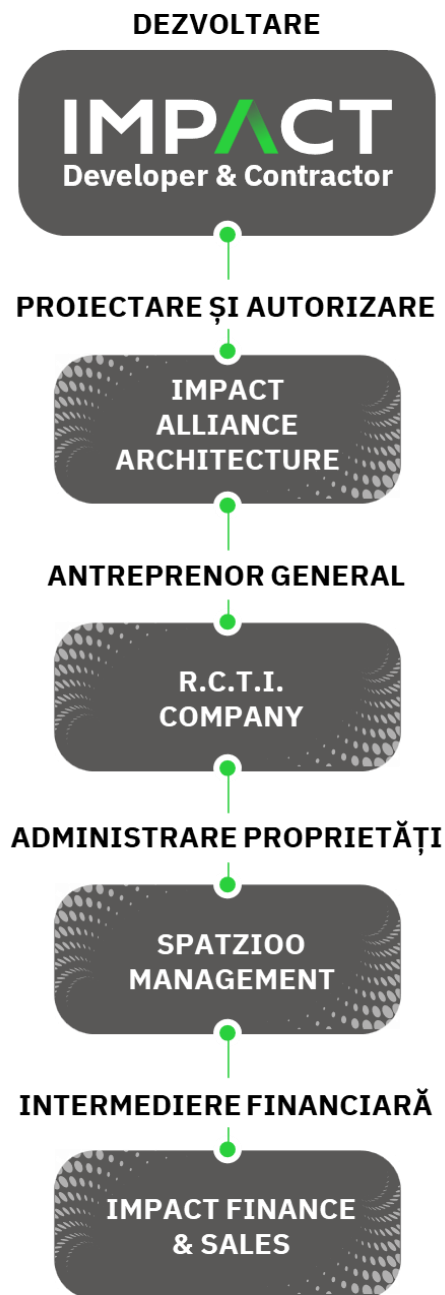 DEZVOLTARE
IMPACT
Developer & Contractor
PROIECTARE ȘI AUTORIZARE
IMPACT
ALLIANCE
ARCHITECTURE
ANTREPRENOR GENERAL
R.C.T.I.
COMPANY
ADMINISTRARE PROPRIETĂȚI
SPATZIOO
MANAGEMENT
INTERMEDIERE FINANCIARĂ
IMPACT FINANCE
& SALES